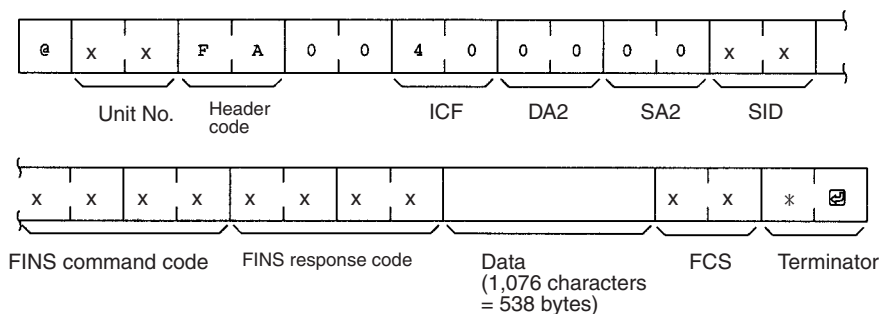 @ x x F A 0 0 4 0 0 0 0 0 x x
Unit No. Header code ICF DA2 SA2 SID
x x x x x x x x x x * ↵
FINS command code FINS response code Data FCS Terminator
(1,076 characters
= 538 bytes)